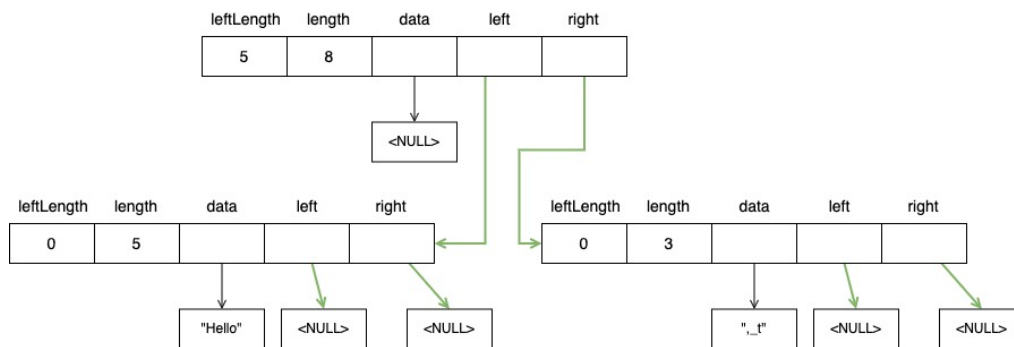 leftLength length data left right
5 8
<NULL>
leftLength length data left right
0 5
leftLength length data left right
0 3
"Hello" <NULL> <NULL>
",_t" <NULL> <NULL>